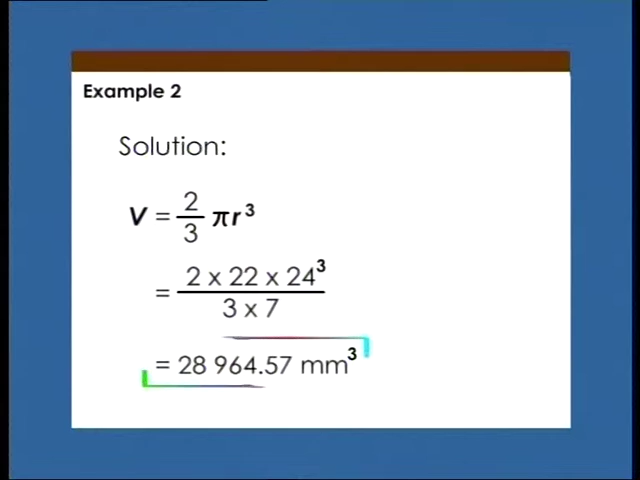 Example 2
Solution:
V = 2/3 πr³
= 2 x 22 x 24³ / 3 x 7
= 28 964.57 mm³